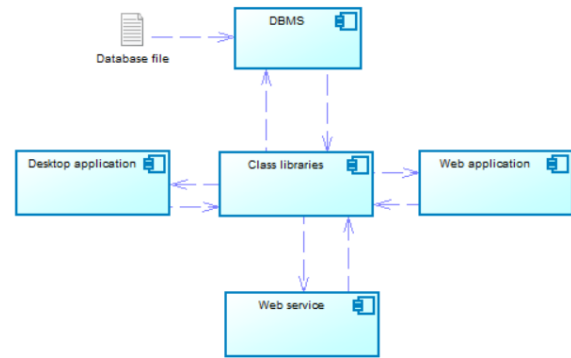 DBMS
Database file
Desktop application
Class libraries
Web application
Web service